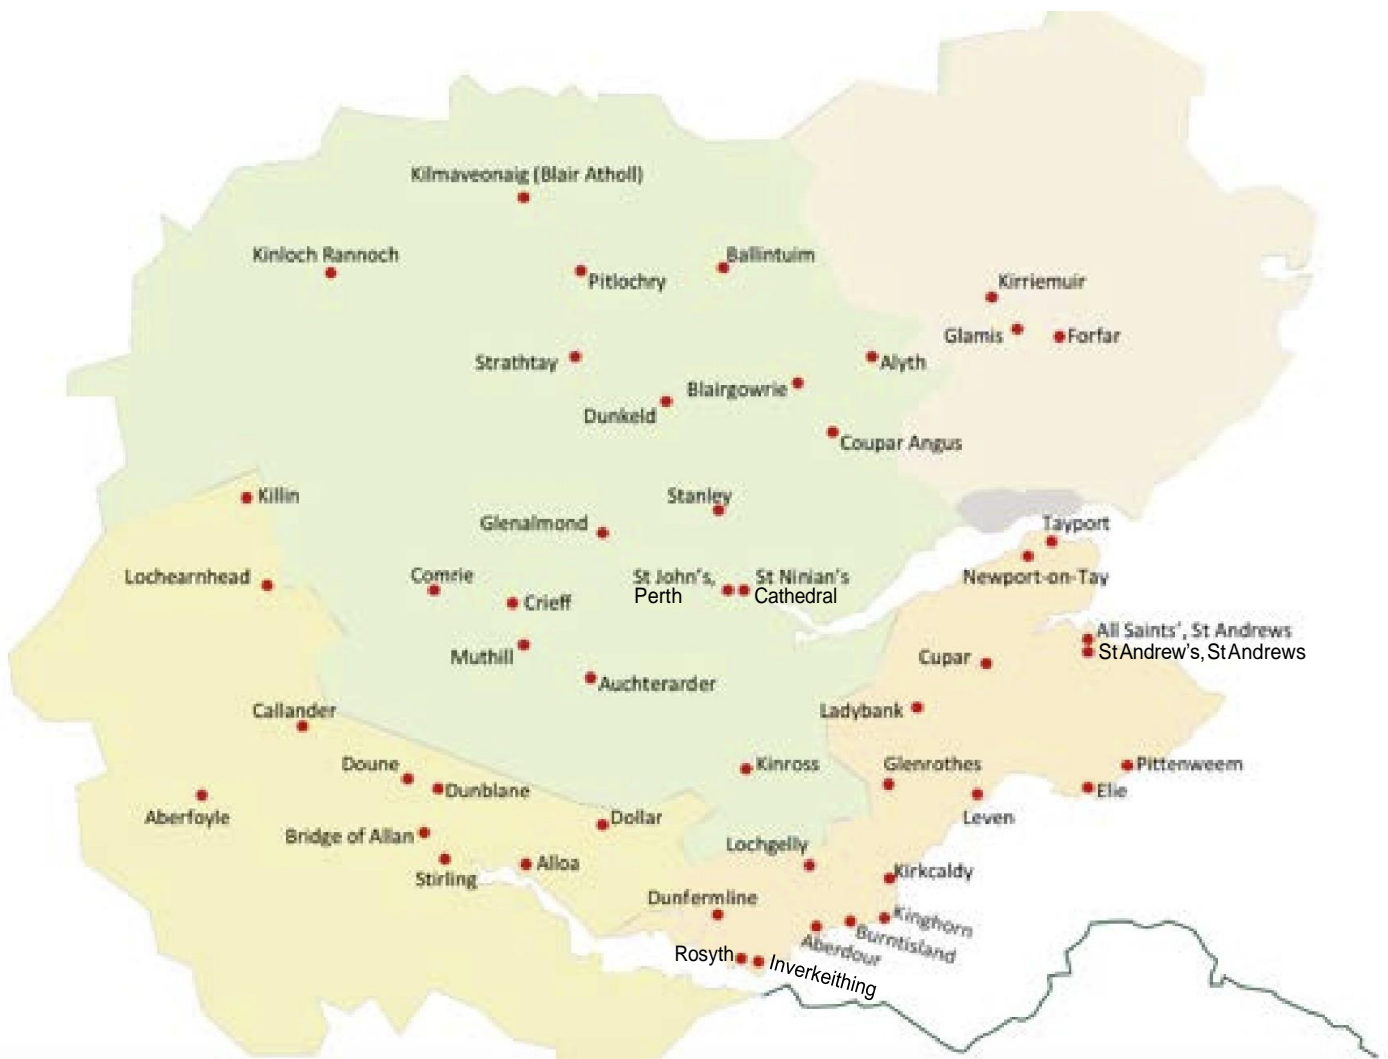 Kilmaveonaig (Blair Atholl)
Kinloch Rannoch
Ballintuim
Pitlochry
Kirriemuir
Glamis
Forfar
Strathtay
Alyth
Blairgowrie
Dunkeld
Coupar Angus
Killin
Stanley
Glenalmond
Tayport
Lochearnhead
Comrie
St John's,
Perth
St Ninian's
Cathedral
Newport-on-Tay
Crieff
All Saints', St Andrews
St Andrew's, St Andrews
Muthill
Cupar
Auchterarder
Callander
Ladybank
Doune
Kinross
Glenrothes
Pittenweem
Dunblane
Elie
Aberfoyle
Dollar
Leven
Bridge of Allan
Lochgelly
Alloa
Stirling
Kirkcaldy
Dunfermline
Kinghorn
Burntisland
Aberdour
Rosyth
Inverkeithing